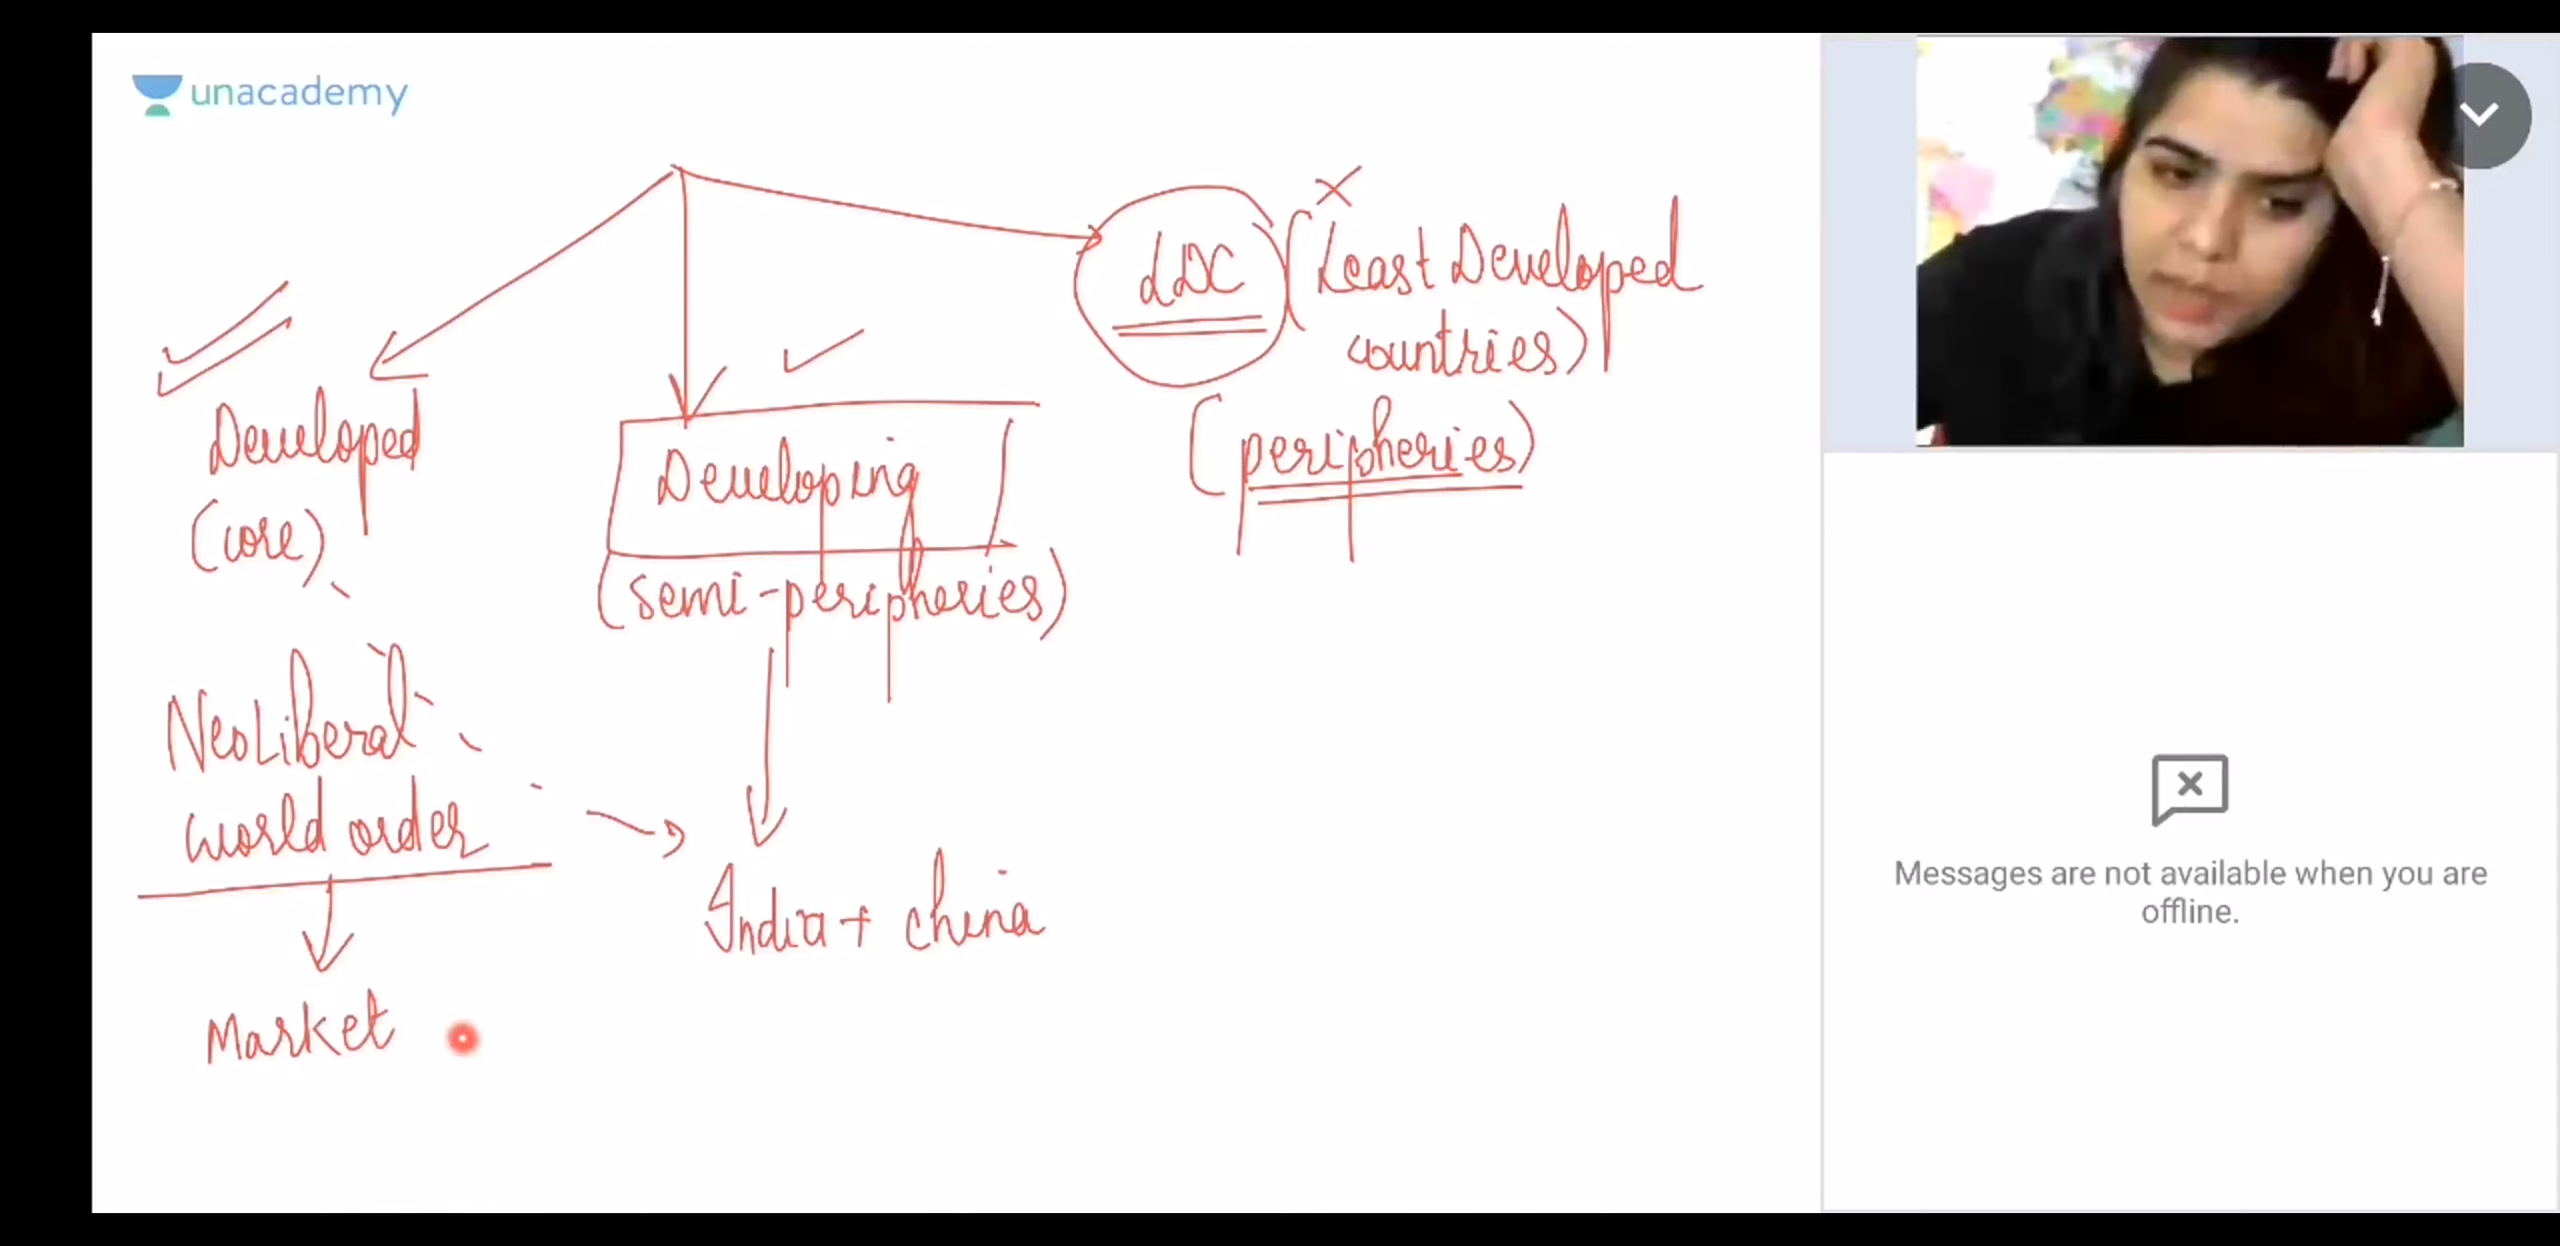 unacademy
LDC (Least Developed
countries)
(peripheries)
Developed
(core)
Developing
(semi-peripheries)
NeoLiberal
world order
India + china
Market
Messages are not available when you are
offline.